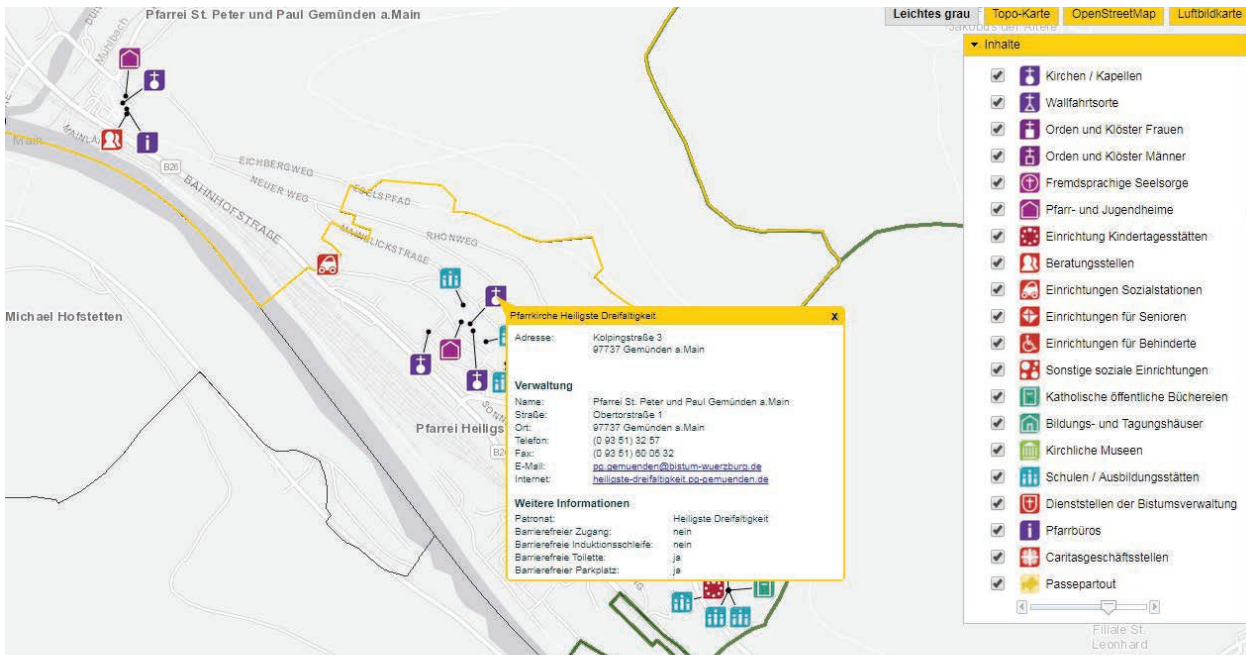 Pfarrei St. Peter und Paul Gemünden a.Main
Leichtes grau
Topo-Karte
OpenStreetMap
Luftbildkarte
Jakobus der Ältere
Mühlbach
Main
B26
BAHNHOFSTRAẞE
EICHBERGWEG
NEUER WEG
ESELSPFAD
RHÖNWEG
MAINBLICKSTRAẞE
Michael Hofstetten
Pfarrei Heiligs
Pfarrkirche Heiligste Dreifaltigkeit
x
Adresse: Kolpingstraße 3
97737 Gemünden a.Main
Verwaltung
Name: Pfarrei St. Peter und Paul Gemünden a.Main
Straße: Obertorstraße 1
Ort: 97737 Gemünden a.Main
Telefon: (0 93 51) 32 57
Fax: (0 93 51) 60 05 32
E-Mail: pg.gemuenden@bistum-wuerzburg.de
Internet: heiligste-dreifaltigkeit.pg-gemuenden.de
Weitere Informationen
Patronat: Heiligste Dreifaltigkeit
Barrierefreier Zugang: nein
Barrierefreie Induktionsschleife: nein
Barrierefreie Toilette: ja
Barrierefreier Parkplatz: ja
Inhalte
Kirchen / Kapellen
Wallfahrtsorte
Orden und Klöster Frauen
Orden und Klöster Männer
Fremdsprachige Seelsorge
Pfarr- und Jugendheime
Einrichtung Kindertagesstätten
Beratungsstellen
Einrichtungen Sozialstationen
Einrichtungen für Senioren
Einrichtungen für Behinderte
Sonstige soziale Einrichtungen
Katholische öffentliche Büchereien
Bildungs- und Tagungshäuser
Kirchliche Museen
Schulen / Ausbildungsstätten
Dienststellen der Bistumsverwaltung
Pfarrbüros
Caritasgeschäftsstellen
Passepartout
Filiale St.
Leonhard